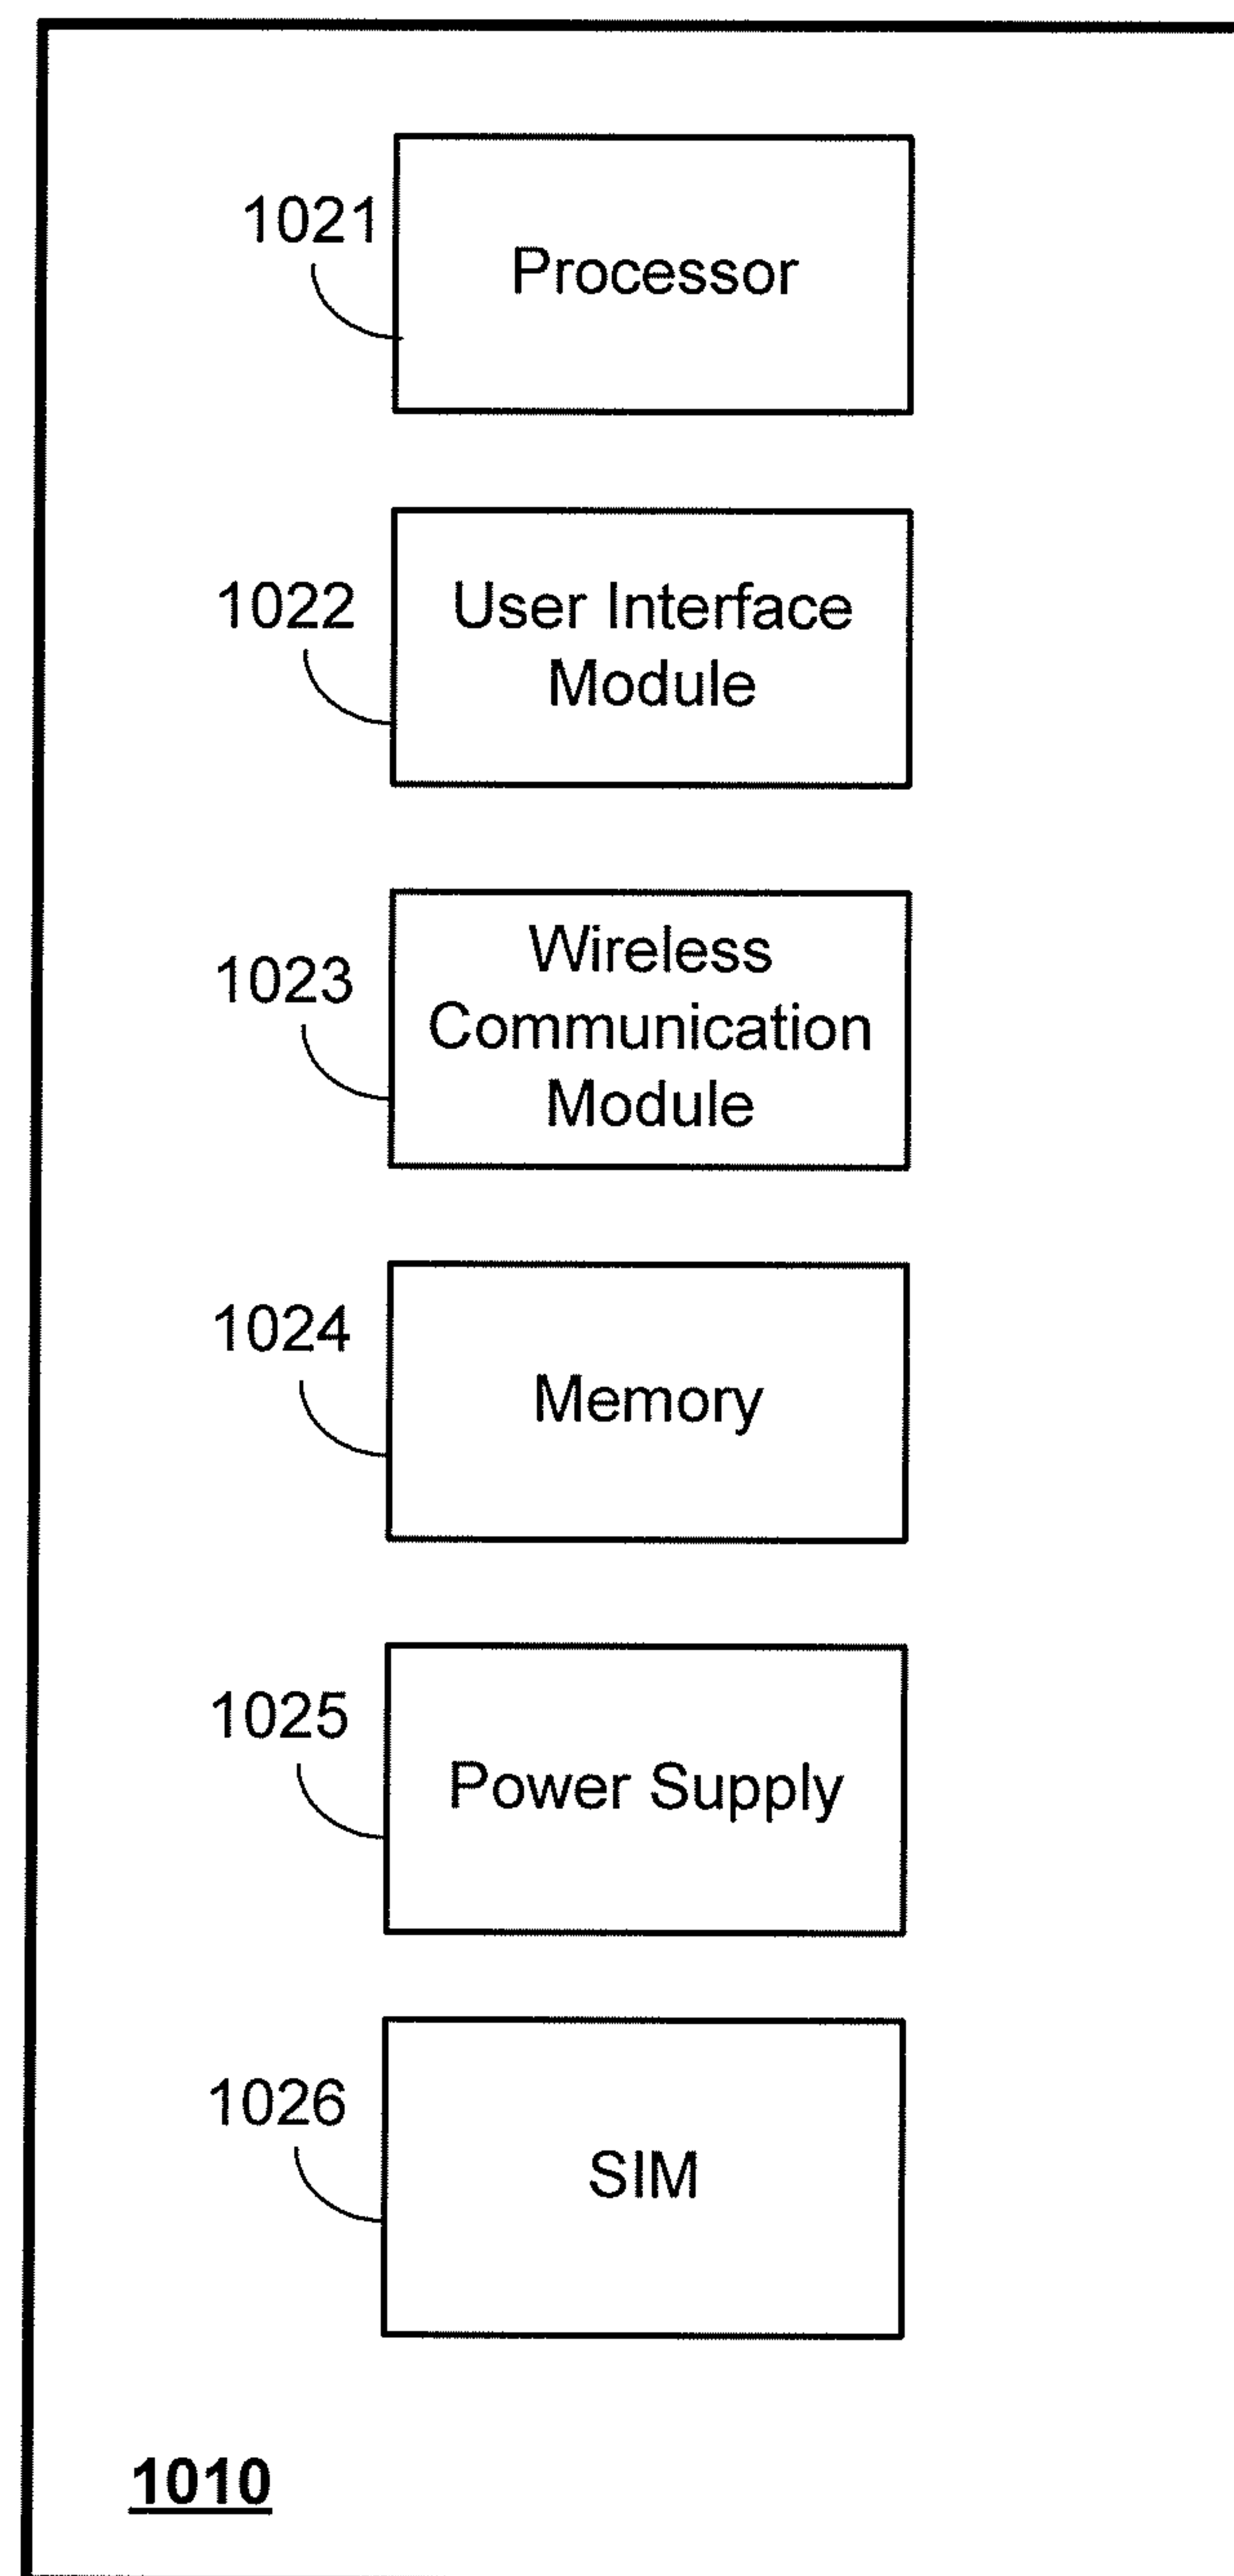 1021
Processor
1022
User Interface
Module
1023
Wireless
Communication
Module
1024
Memory
1025
Power Supply
1026
SIM
1010